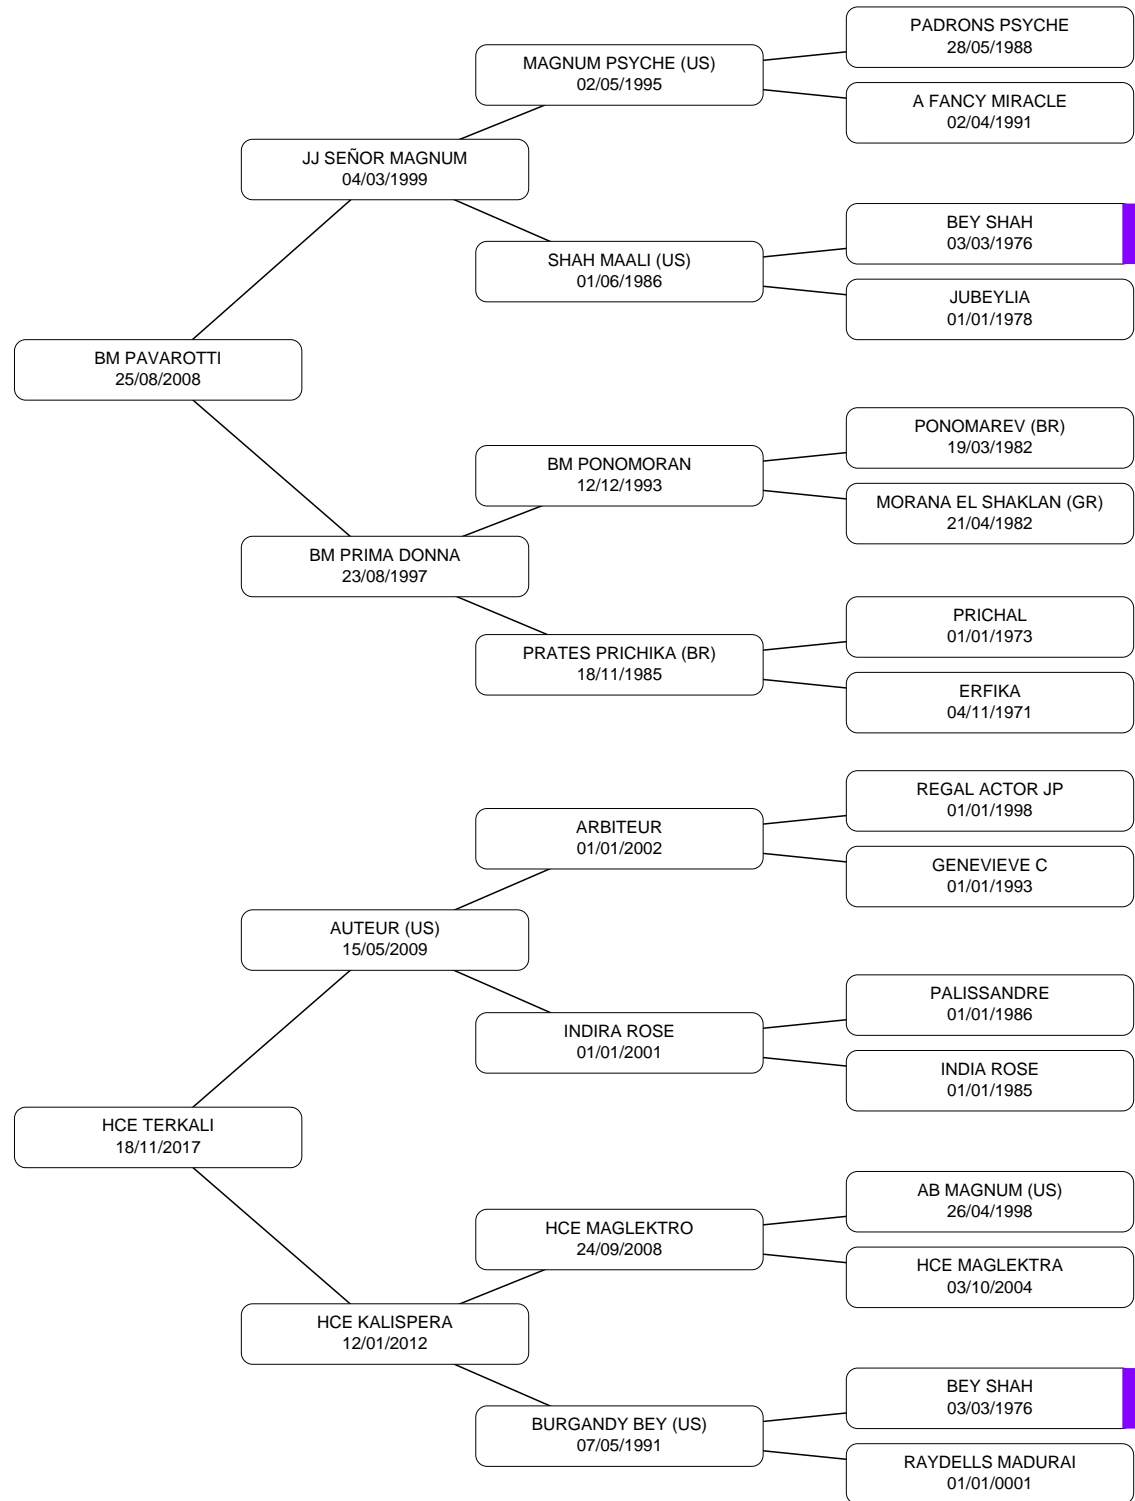 PADRONS PSYCHE
28/05/1988
MAGNUM PSYCHE (US)
02/05/1995
A FANCY MIRACLE
02/04/1991
JJ SEÑOR MAGNUM
04/03/1999
BEY SHAH
03/03/1976
SHAH MAALI (US)
01/06/1986
JUBEYLIA
01/01/1978
BM PAVAROTTI
25/08/2008
PONOMAREV (BR)
19/03/1982
BM PONOMORAN
12/12/1993
MORANA EL SHAKLAN (GR)
21/04/1982
BM PRIMA DONNA
23/08/1997
PRICHAL
01/01/1973
PRATES PRICHIKA (BR)
18/11/1985
ERFIKA
04/11/1971
REGAL ACTOR JP
01/01/1998
ARBITEUR
01/01/2002
GENEVIEVE C
01/01/1993
AUTEUR (US)
15/05/2009
PALISSANDRE
01/01/1986
INDIRA ROSE
01/01/2001
INDIA ROSE
01/01/1985
HCE TERKALI
18/11/2017
AB MAGNUM (US)
26/04/1998
HCE MAGLEKTRO
24/09/2008
HCE MAGLEKTRA
03/10/2004
HCE KALISPERA
12/01/2012
BEY SHAH
03/03/1976
BURGANDY BEY (US)
07/05/1991
RAYDELLS MADURAI
01/01/0001